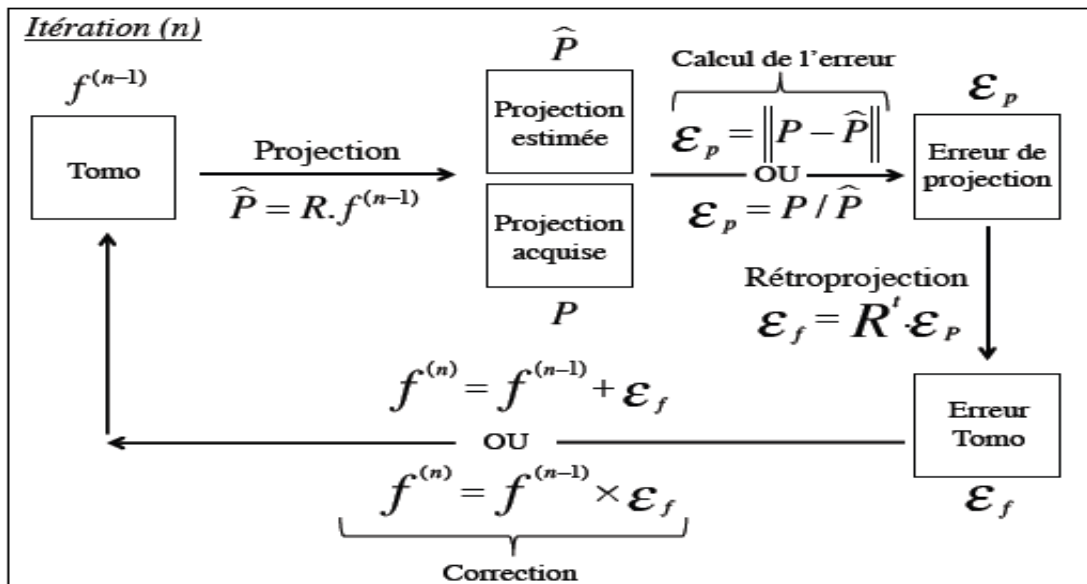 Itération (n)
f^(n–1)
Tomo
Projection
P̂ = R.f^(n–1)
P̂
Projection
estimée
Projection
acquise
P
Calcul de l'erreur
ε_p = ‖P – P̂‖
OU
ε_p = P / P̂
ε_p
Erreur de
projection
Rétroprojection
ε_f = R^t.ε_P
Erreur
Tomo
ε_f
f^(n) = f^(n–1) + ε_f
OU
f^(n) = f^(n–1) × ε_f
Correction